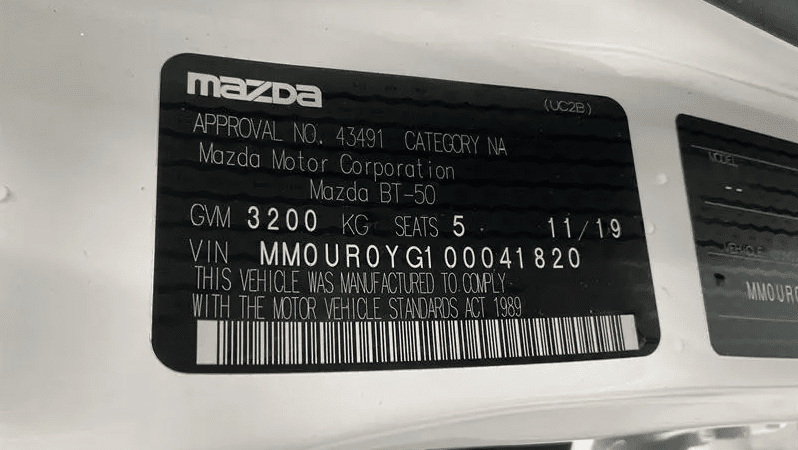 mazda
(UC2B)
APPROVAL NO. 43491 CATEGORY NA
Mazda Motor Corporation
Mazda BT-50
GVM 3200 KG SEATS 5 11/19
VIN MM0UR0YG100041820
THIS VEHICLE WAS MANUFACTURED TO COMPLY
WITH THE MOTOR VEHICLE STANDARDS ACT 1989
MODEL
--
VEHICLE
MM0UR0